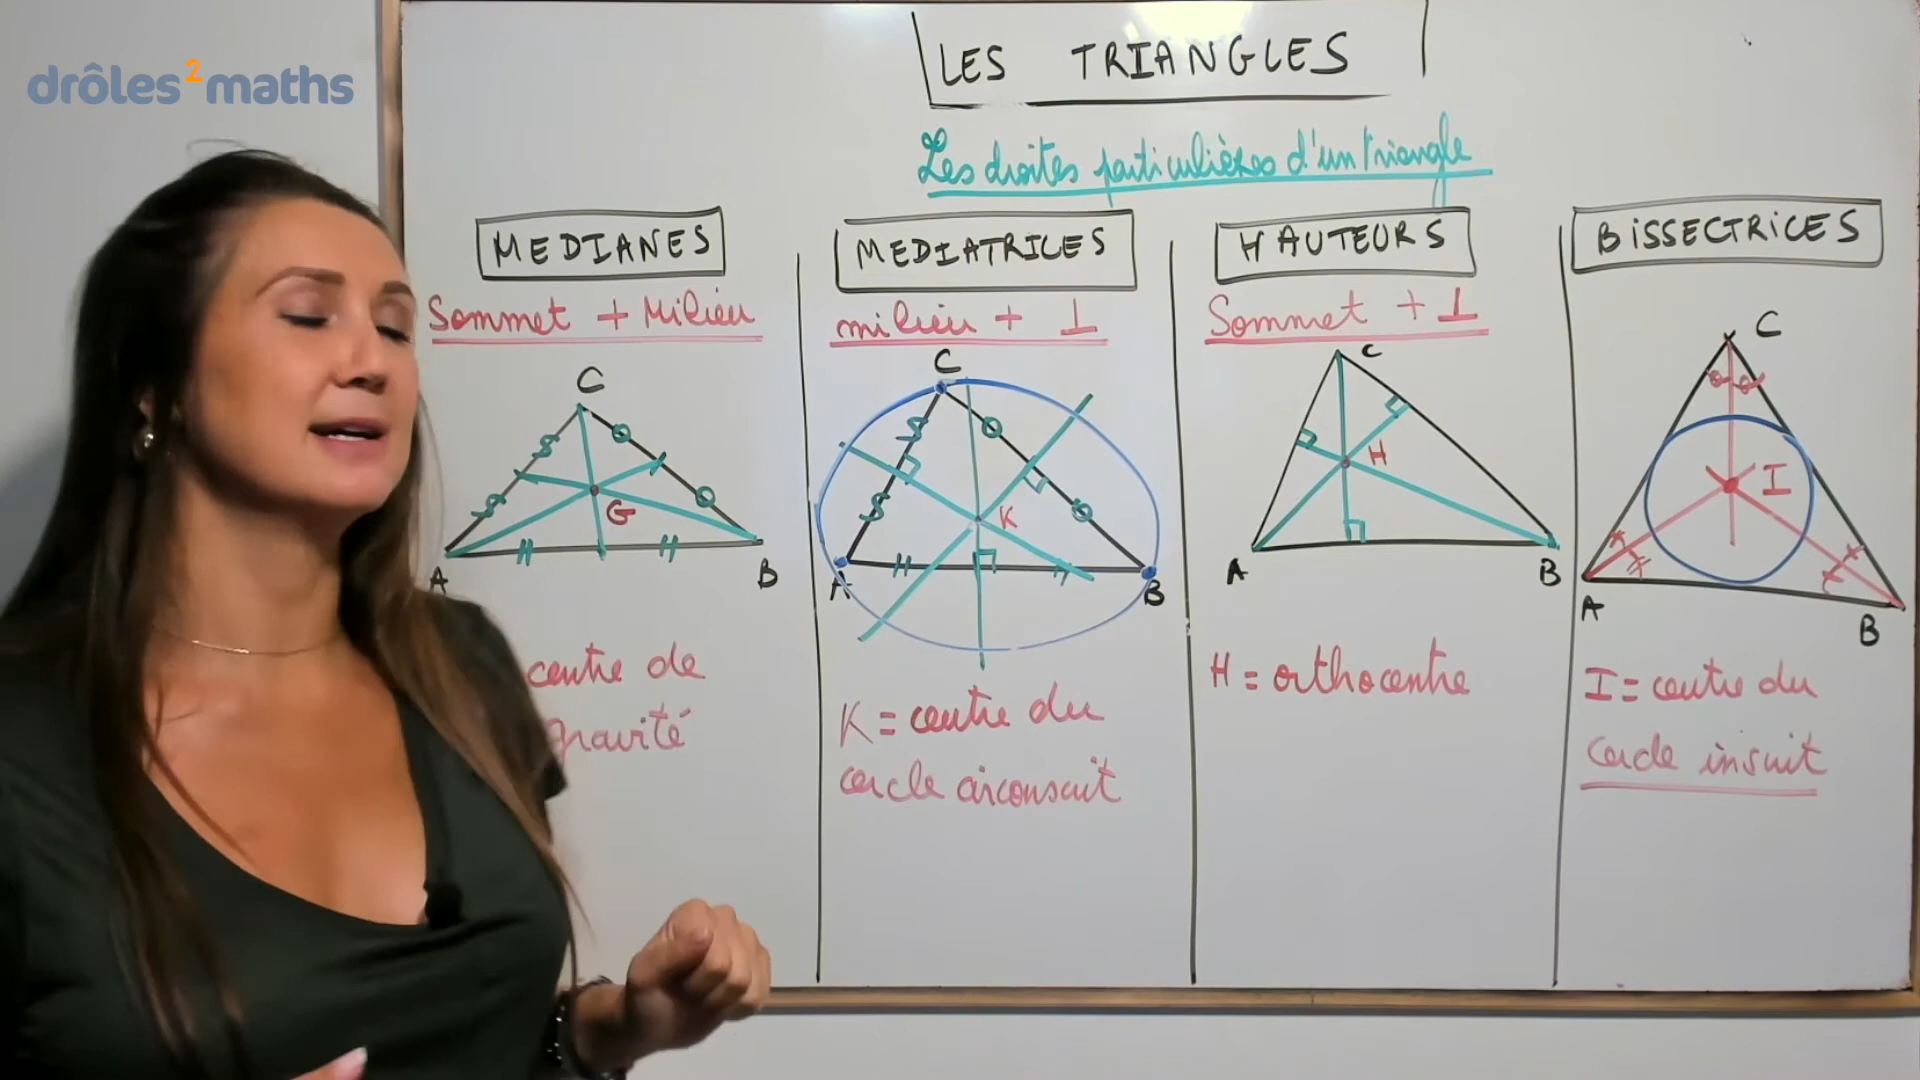 drôles²maths
LES TRIANGLES
Les droites particulières d'un triangle
MEDIANES
Sommet + Milieu
C
G
A
B
centre de
gravité
MEDIATRICES
milieu + ⊥
C
K
A
B
K = centre du
cercle circonscrit
HAUTEURS
Sommet + ⊥
C
H
A
B
H = orthocentre
BiSSECTRiCES
C
I
A
B
I = centre du
cercle inscrit